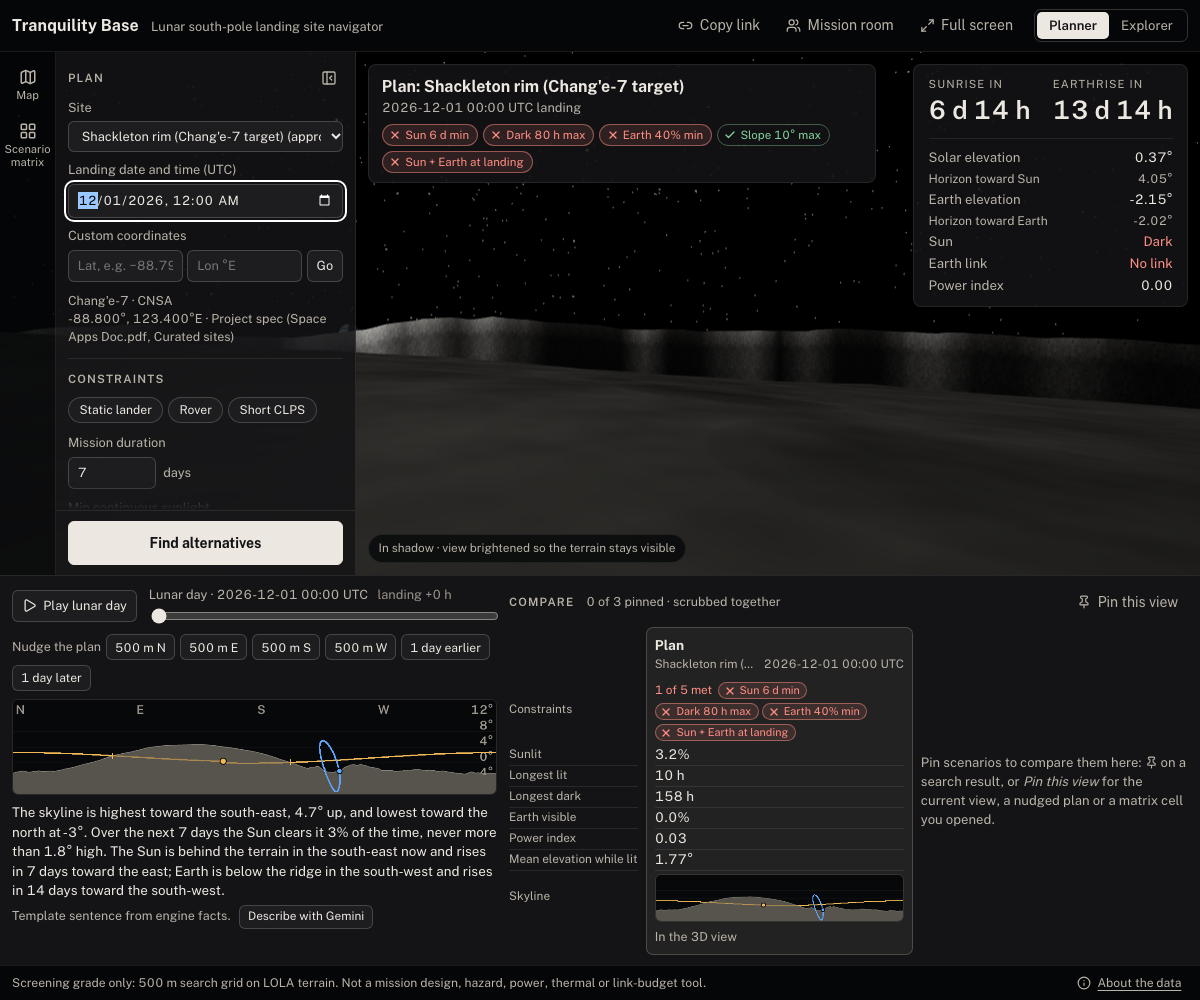 Tranquility Base Lunar south-pole landing site navigator
Copy link Mission room Full screen Planner Explorer
Map
Scenario
matrix
PLAN
Site
Shackleton rim (Chang'e-7 target) (appro
Landing date and time (UTC)
12/01/2026, 12:00 AM
Custom coordinates
Lat, e.g. −88.79 Lon °E Go
Chang'e-7 · CNSA
-88.800°, 123.400°E · Project spec (Space
Apps Doc.pdf, Curated sites)
CONSTRAINTS
Static lander Rover Short CLPS
Mission duration
7 days
Min continuous sunlight
Find alternatives
Plan: Shackleton rim (Chang'e-7 target)
2026-12-01 00:00 UTC landing
Sun 6 d min Dark 80 h max Earth 40% min Slope 10° max
Sun + Earth at landing
SUNRISE IN EARTHRISE IN
6 d 14 h 13 d 14 h
Solar elevation 0.37°
Horizon toward Sun 4.05°
Earth elevation -2.15°
Horizon toward Earth -2.02°
Sun Dark
Earth link No link
Power index 0.00
In shadow · view brightened so the terrain stays visible
Play lunar day
Lunar day · 2026-12-01 00:00 UTC landing +0 h
Nudge the plan 500 m N 500 m E 500 m S 500 m W 1 day earlier
1 day later
N E S W 12°
8°
4°
0°
-4°
The skyline is highest toward the south-east, 4.7° up, and lowest toward the
north at -3°. Over the next 7 days the Sun clears it 3% of the time, never more
than 1.8° high. The Sun is behind the terrain in the south-east now and rises
in 7 days toward the east; Earth is below the ridge in the south-west and rises
in 14 days toward the south-west.
Template sentence from engine facts. Describe with Gemini
COMPARE 0 of 3 pinned · scrubbed together Pin this view
Plan
Shackleton rim (... 2026-12-01 00:00 UTC
Constraints
1 of 5 met Sun 6 d min
Dark 80 h max Earth 40% min
Sun + Earth at landing
Sunlit 3.2%
Longest lit 10 h
Longest dark 158 h
Earth visible 0.0%
Power index 0.03
Mean elevation while lit 1.77°
Skyline
In the 3D view
Pin scenarios to compare them here: on a
search result, or Pin this view for the
current view, a nudged plan or a matrix cell
you opened.
Screening grade only: 500 m search grid on LOLA terrain. Not a mission design, hazard, power, thermal or link-budget tool.
About the data